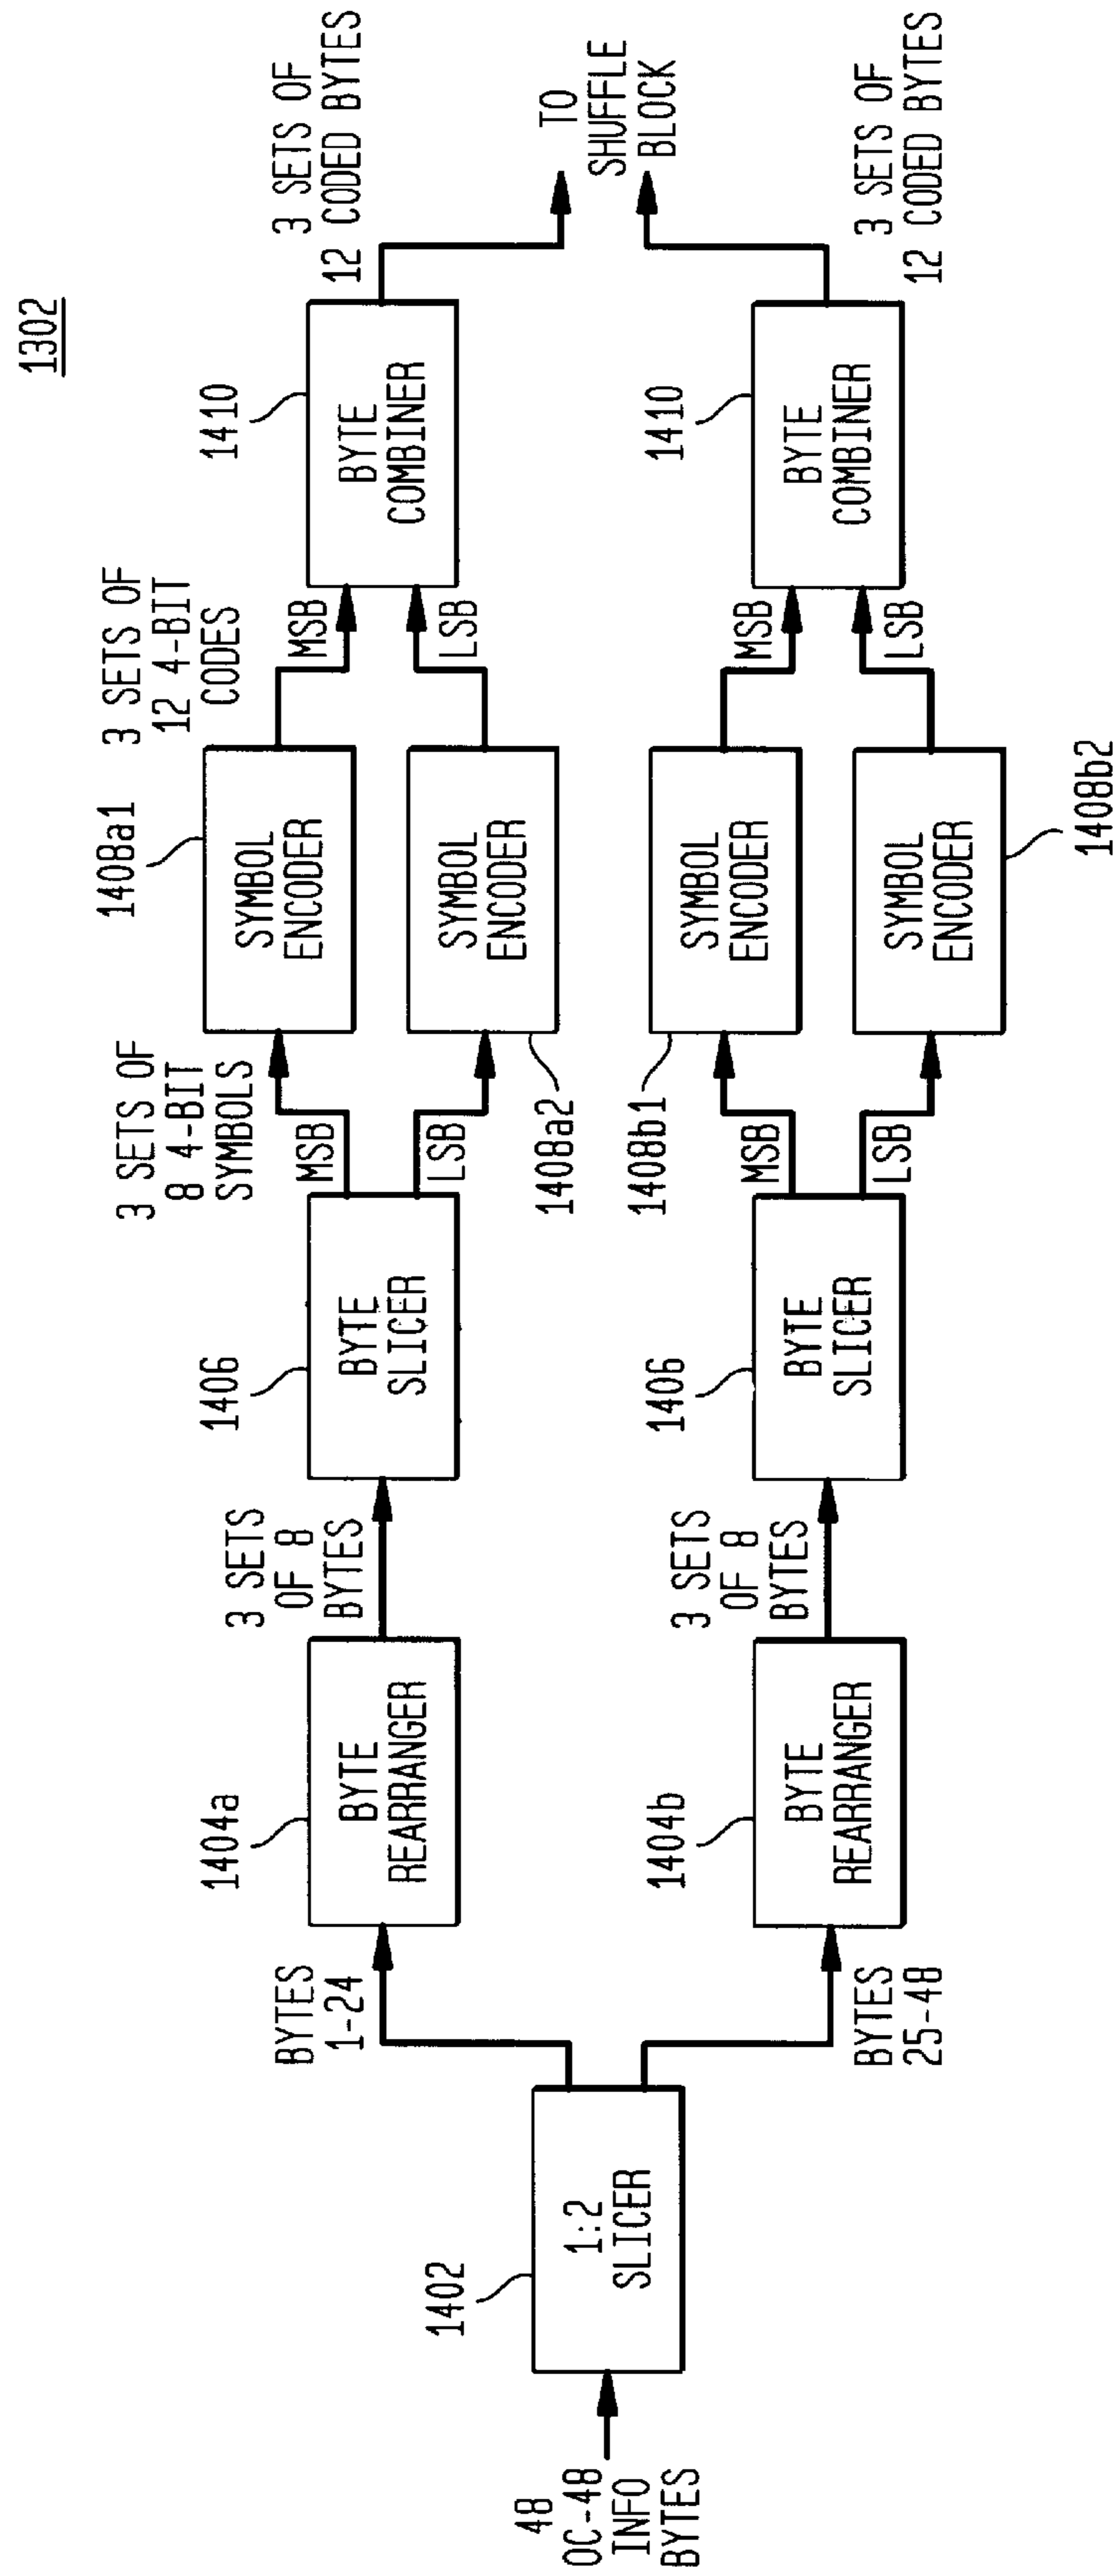 1302
48
OC-48
INFO
BYTES
1402
1:2
SLICER
BYTES
1-24
BYTES
25-48
1404a
BYTE
REARRANGER
1404b
BYTE
REARRANGER
3 SETS
OF 8
BYTES
3 SETS
OF 8
BYTES
1406
BYTE
SLICER
1406
BYTE
SLICER
3 SETS OF
8 4-BIT
SYMBOLS
MSB
LSB
MSB
LSB
1408a1
SYMBOL
ENCODER
1408a2
SYMBOL
ENCODER
1408b1
SYMBOL
ENCODER
1408b2
SYMBOL
ENCODER
3 SETS OF
12 4-BIT
CODES
MSB
LSB
MSB
LSB
1410
BYTE
COMBINER
1410
BYTE
COMBINER
3 SETS OF
12 CODED BYTES
3 SETS OF
12 CODED BYTES
TO
SHUFFLE
BLOCK